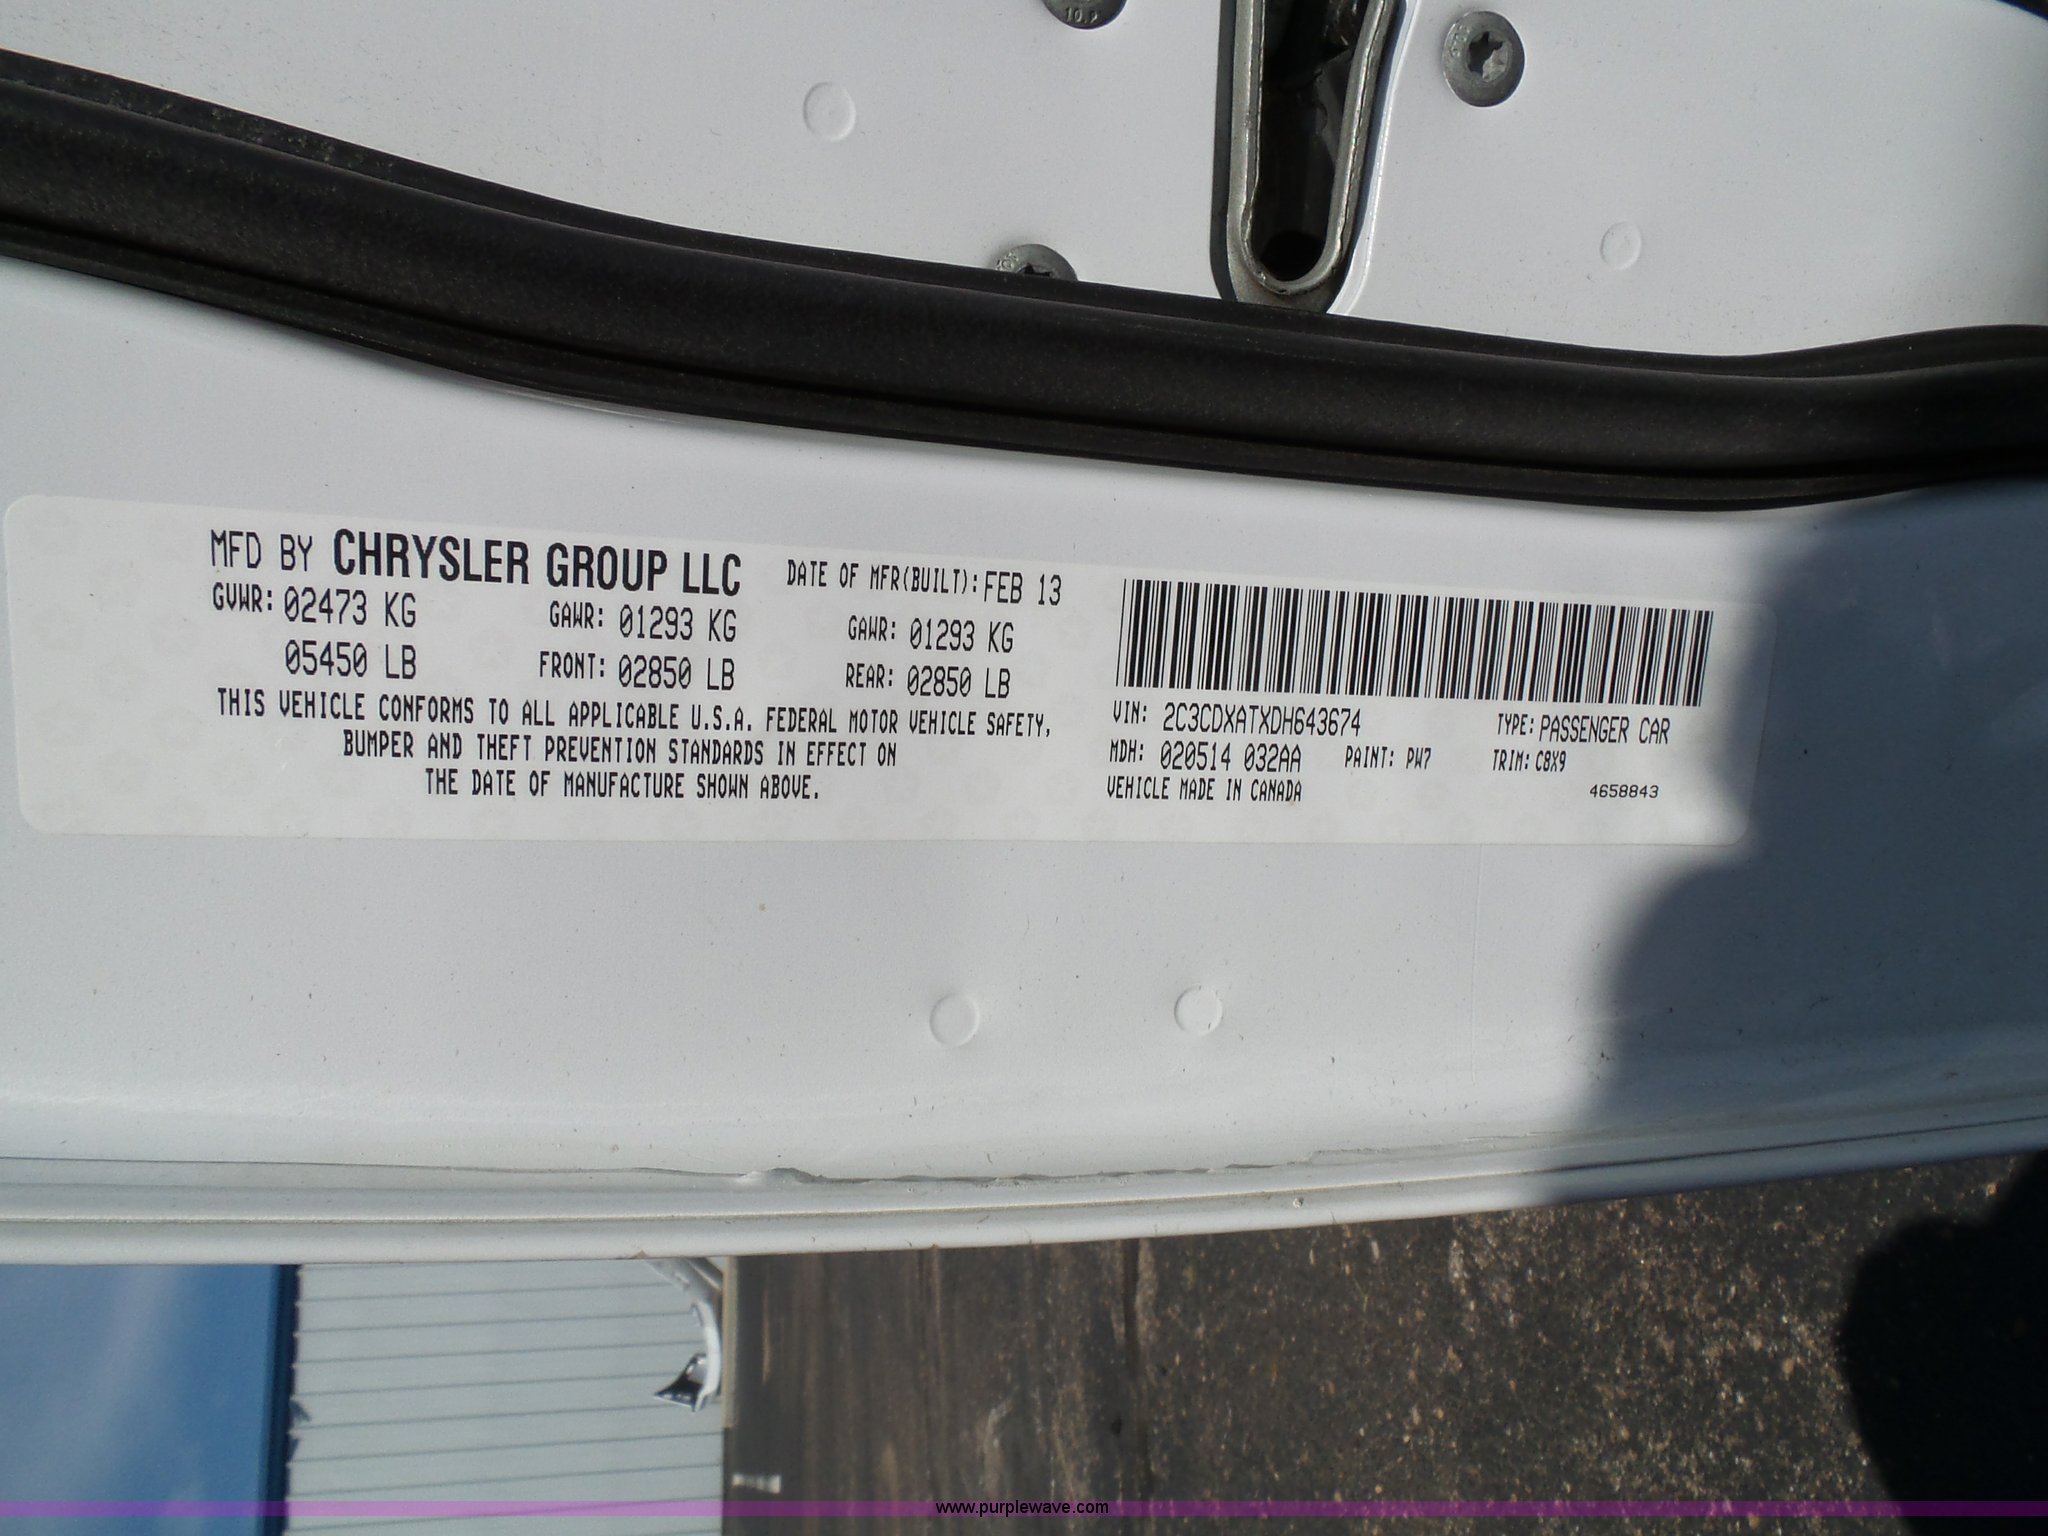 10.9
MFD BY CHRYSLER GROUP LLC DATE OF MFR(BUILT): FEB 13
GVWR: 02473 KG GAWR: 01293 KG GAWR: 01293 KG
05450 LB FRONT: 02850 LB REAR: 02850 LB
THIS VEHICLE CONFORMS TO ALL APPLICABLE U.S.A. FEDERAL MOTOR VEHICLE SAFETY,
BUMPER AND THEFT PREVENTION STANDARDS IN EFFECT ON
THE DATE OF MANUFACTURE SHOWN ABOVE.
VIN: 2C3CDXATXDH643674 TYPE: PASSENGER CAR
MDH: 020514 032AA PAINT: PW7 TRIM: C8X9
VEHICLE MADE IN CANADA 4658843
www.purplewave.com